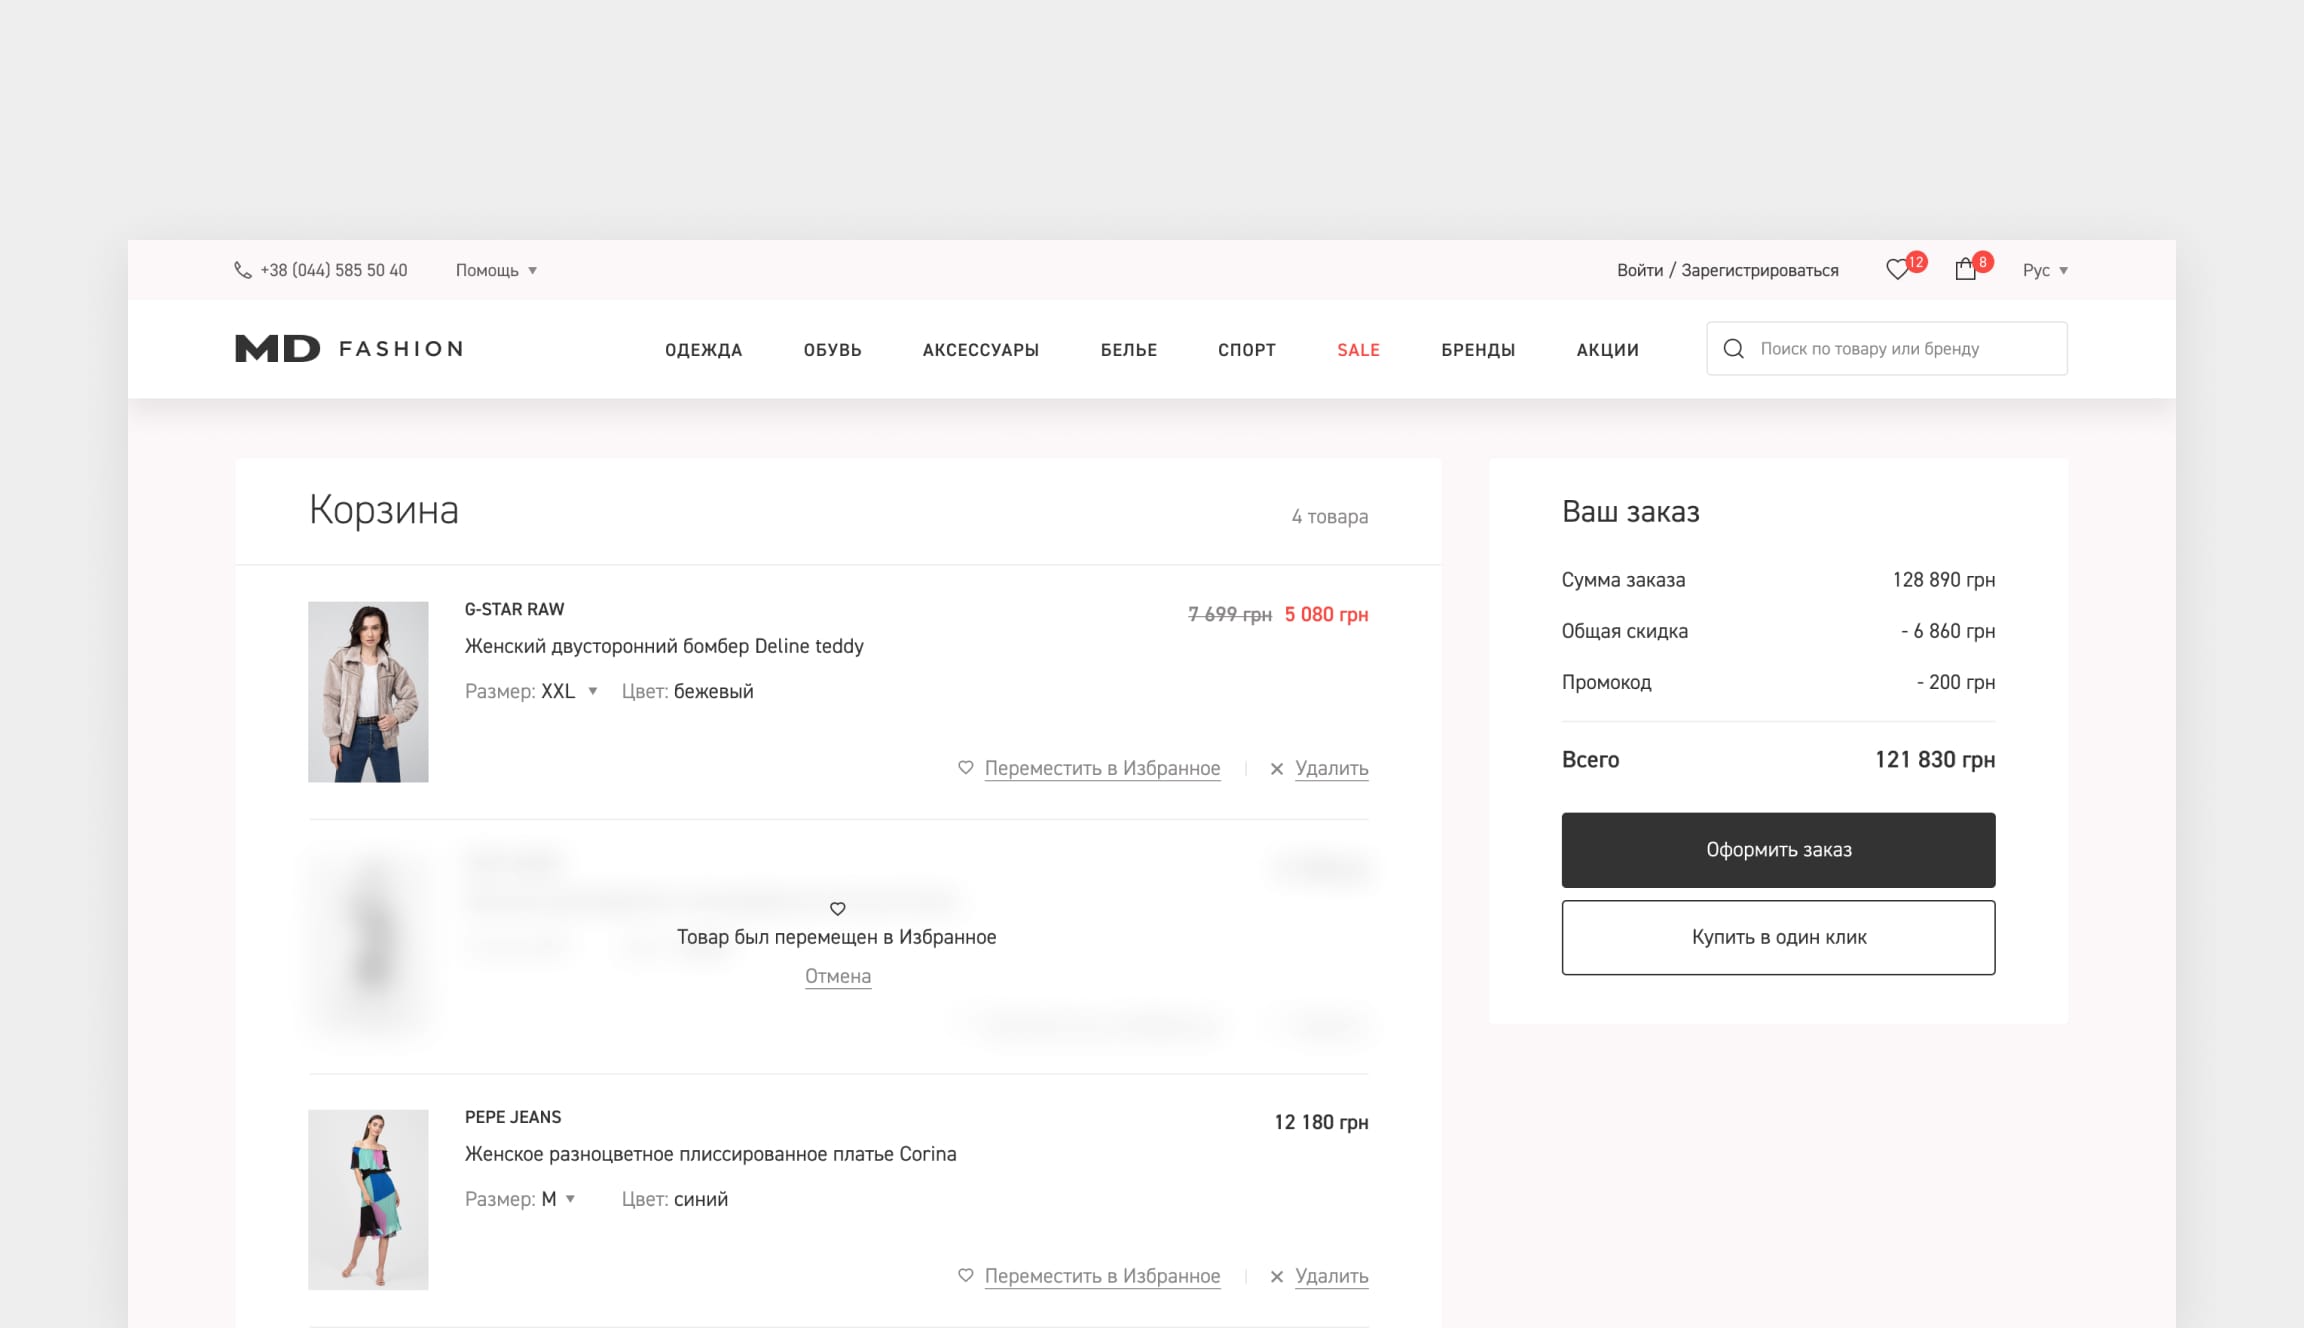 +38 (044) 585 50 40 Помощь Войти / Зарегистрироваться 12 8 Рус
MD FASHION ОДЕЖДА ОБУВЬ АКСЕССУАРЫ БЕЛЬЕ СПОРТ SALE БРЕНДЫ АКЦИИ Поиск по товару или бренду
Корзина
4 товара
G-STAR RAW
7 699 грн 5 080 грн
Женский двусторонний бомбер Deline teddy
Размер: XXL Цвет: бежевый
Переместить в Избранное Удалить
Товар был перемещен в Избранное
Отмена
PEPE JEANS
12 180 грн
Женское разноцветное плиссированное платье Corina
Размер: M Цвет: синий
Переместить в Избранное Удалить
Ваш заказ
Сумма заказа 128 890 грн
Общая скидка - 6 860 грн
Промокод - 200 грн
Всего 121 830 грн
Оформить заказ
Купить в один клик